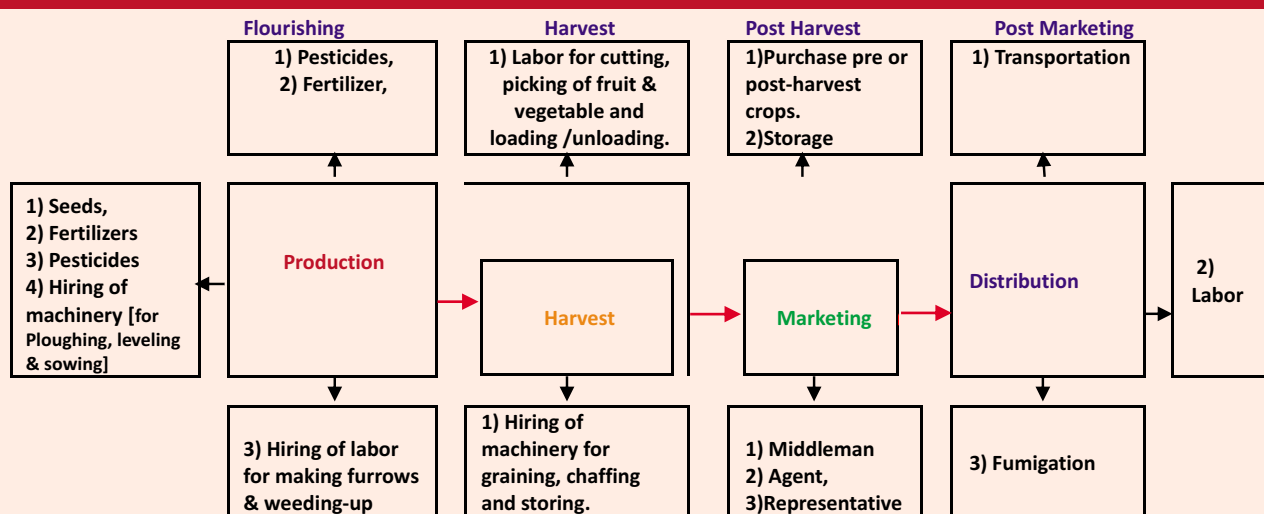 Flourishing
Harvest
Post Harvest
Post Marketing
1) Pesticides,
2) Fertilizer,
1) Labor for cutting,
picking of fruit &
vegetable and
loading /unloading.
1)Purchase pre or
post-harvest
crops.
2)Storage
1) Transportation
1) Seeds,
2) Fertilizers
3) Pesticides
4) Hiring of
machinery [for
Ploughing, leveling
& sowing]
Production
Harvest
Marketing
Distribution
2)
Labor
3) Hiring of labor
for making furrows
& weeding-up
1) Hiring of
machinery for
graining, chaffing
and storing.
1) Middleman
2) Agent,
3)Representative
3) Fumigation